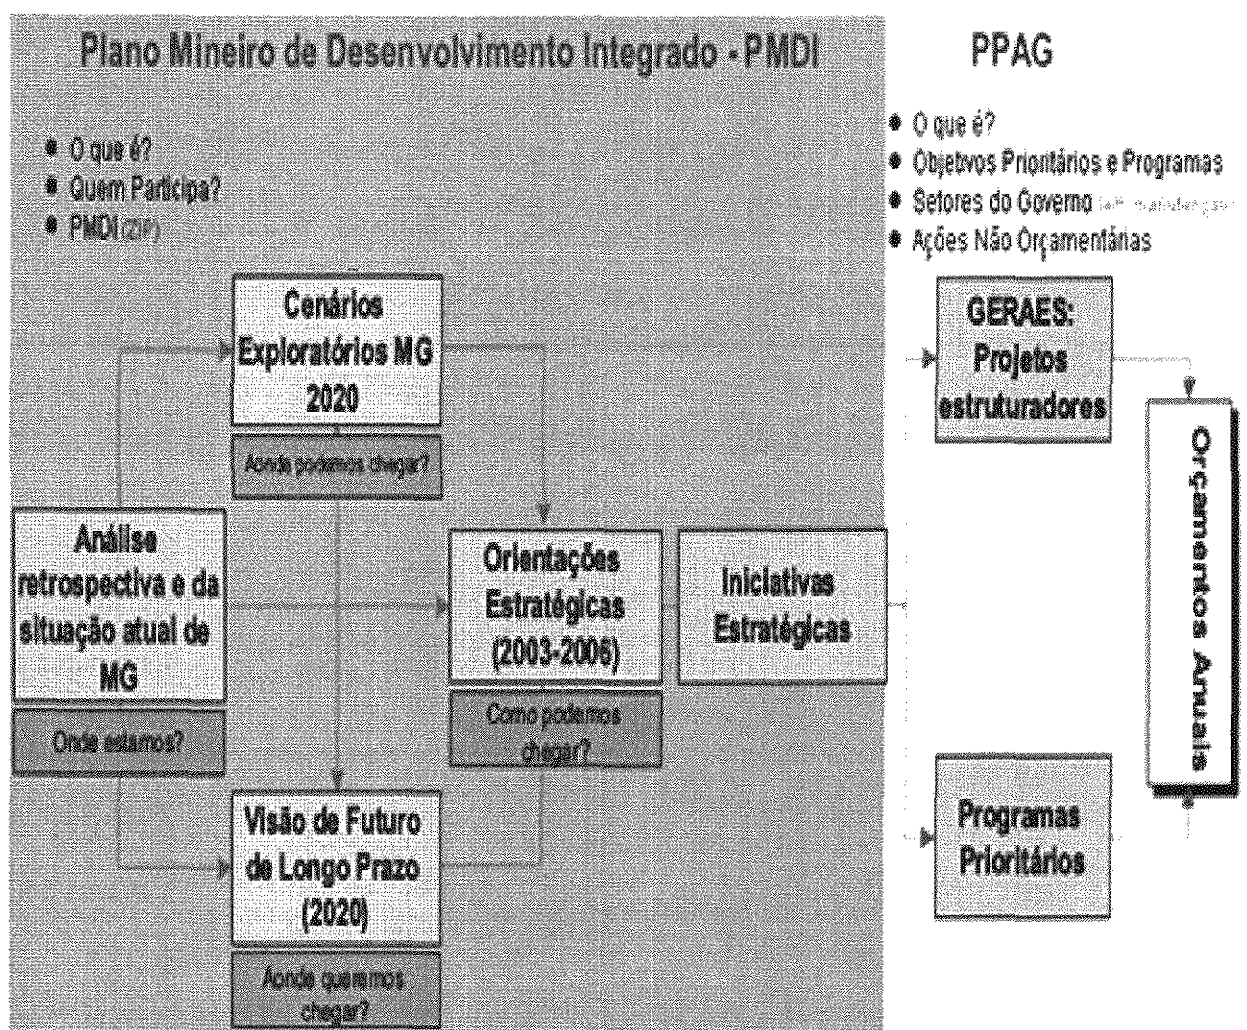 Plano Mineiro de Desenvolvimento Integrado - PMDI
• O que é?
• Quem Participa?
• PMDI (ZIP)
PPAG
• O que é?
• Objetivos Prioritários e Programas
• Setores do Governo
• Ações Não Orçamentárias
Cenários
Exploratórios MG
2020
Aonde podemos chegar?
Análise
retrospectiva e da
situação atual de
MG
Onde estamos?
Orientações
Estratégicas
(2003-2006)
Como podemos
chegar?
Iniciativas
Estratégicas
Visão de Futuro
de Longo Prazo
(2020)
Aonde queremos
chegar?
GERAES:
Projetos
estruturadores
Programas
Prioritários
Orçamentos Anuais